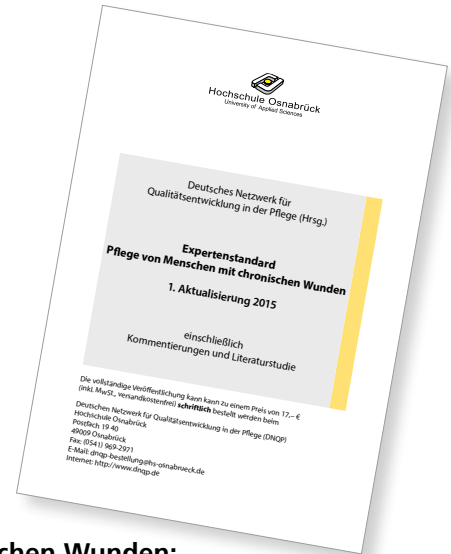 Hochschule Osnabrück
University of Applied Sciences
Deutsches Netzwerk für
Qualitätsentwicklung in der Pflege (Hrsg.)
Expertenstandard
Pflege von Menschen mit chronischen Wunden
1. Aktualisierung 2015
einschließlich
Kommentierungen und Literaturstudie
Die vollständige Veröffentlichung kann kann zu einem Preis von 17,– €
(inkl. MwSt., versandkostenfrei) schriftlich bestellt werden beim
Deutschen Netzwerk für Qualitätsentwicklung in der Pflege (DNQP)
Hochschule Osnabrück
Postfach 19 40
49009 Osnabrück
Fax: (0541) 969-2971
E-Mail: dnqp-bestellung@hs-osnabrueck.de
Internet: http://www.dnqp.de
chen Wunden: